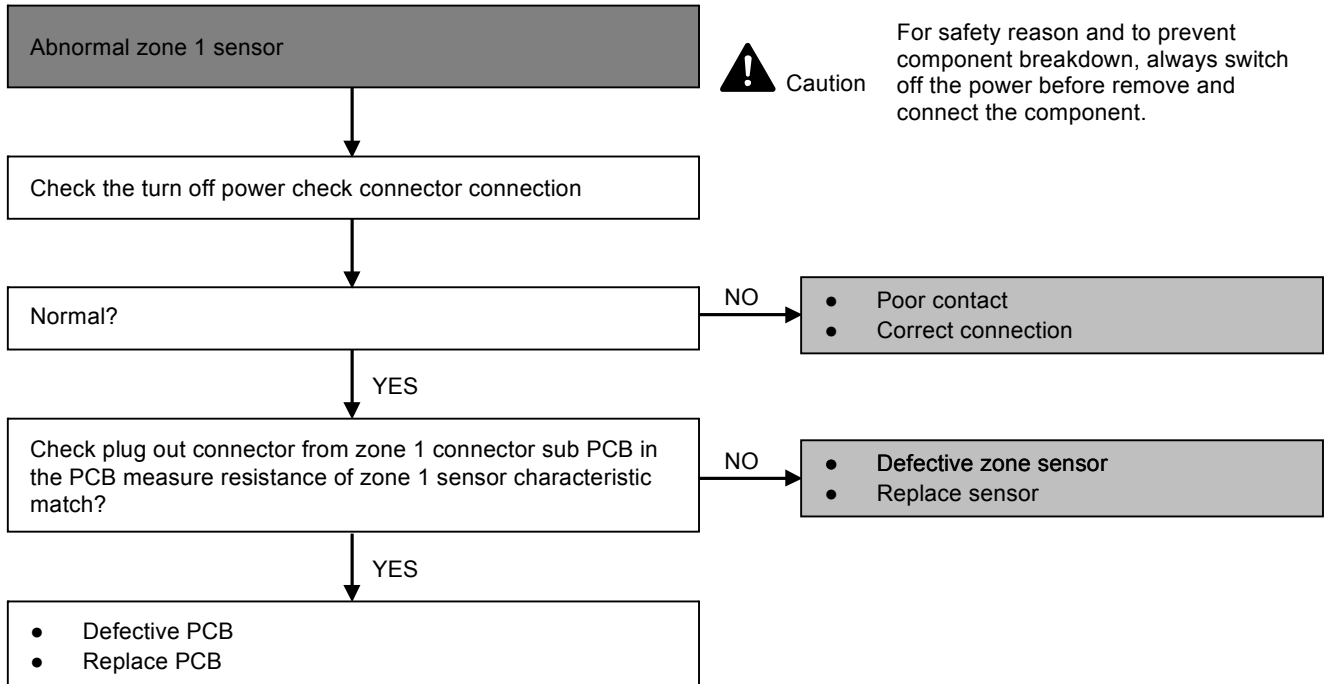 Abnormal zone 1 sensor
Caution
For safety reason and to prevent
component breakdown, always switch
off the power before remove and
connect the component.
Check the turn off power check connector connection
Normal?
NO
● Poor contact
● Correct connection
YES
Check plug out connector from zone 1 connector sub PCB in
the PCB measure resistance of zone 1 sensor characteristic
match?
NO
● Defective zone sensor
● Replace sensor
YES
● Defective PCB
● Replace PCB